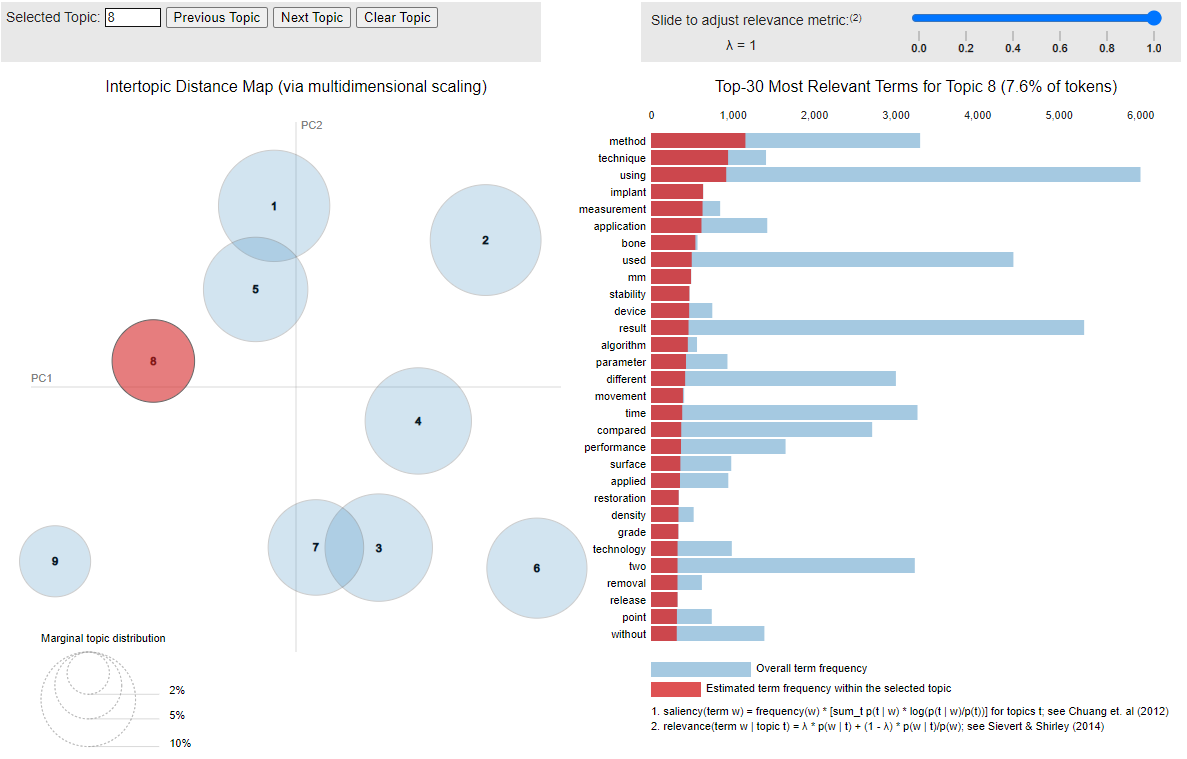 Selected Topic: 8 Previous Topic Next Topic Clear Topic
Slide to adjust relevance metric:(2)
λ = 1
0.0 0.2 0.4 0.6 0.8 1.0
Intertopic Distance Map (via multidimensional scaling)
PC2
PC1
1
2
5
8
4
7
3
6
9
Marginal topic distribution
2%
5%
10%
Top-30 Most Relevant Terms for Topic 8 (7.6% of tokens)
0 1,000 2,000 3,000 4,000 5,000 6,000
method
technique
using
implant
measurement
application
bone
used
mm
stability
device
result
algorithm
parameter
different
movement
time
compared
performance
surface
applied
restoration
density
grade
technology
two
removal
release
point
without
Overall term frequency
Estimated term frequency within the selected topic
1. saliency(term w) = frequency(w) * [sum_t p(t | w) * log(p(t | w)/p(t))] for topics t; see Chuang et. al (2012)
2. relevance(term w | topic t) = λ * p(w | t) + (1 - λ) * p(w | t)/p(w); see Sievert & Shirley (2014)